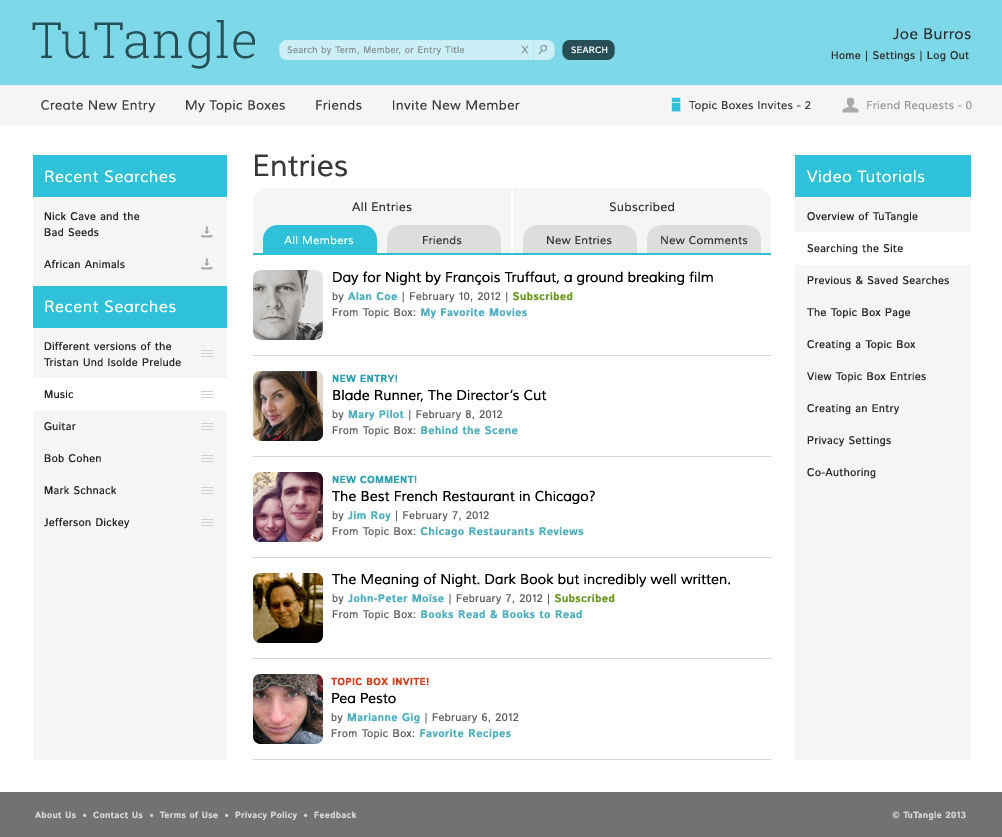 TuTangle
Search by Term, Member, or Entry Title
X
SEARCH
Joe Burros
Home | Settings | Log Out
Create New Entry
My Topic Boxes
Friends
Invite New Member
Topic Boxes Invites - 2
Friend Requests - 0
Recent Searches
Nick Cave and the
Bad Seeds
African Animals
Recent Searches
Different versions of the
Tristan Und Isolde Prelude
Music
Guitar
Bob Cohen
Mark Schnack
Jefferson Dickey
Entries
All Entries
Subscribed
All Members
Friends
New Entries
New Comments
Day for Night by François Truffaut, a ground breaking film
by Alan Coe | February 10, 2012 | Subscribed
From Topic Box: My Favorite Movies
NEW ENTRY!
Blade Runner, The Director's Cut
by Mary Pilot | February 8, 2012
From Topic Box: Behind the Scene
NEW COMMENT!
The Best French Restaurant in Chicago?
by Jim Roy | February 7, 2012
From Topic Box: Chicago Restaurants Reviews
The Meaning of Night. Dark Book but incredibly well written.
by John-Peter Moïse | February 7, 2012 | Subscribed
From Topic Box: Books Read & Books to Read
TOPIC BOX INVITE!
Pea Pesto
by Marianne Gig | February 6, 2012
From Topic Box: Favorite Recipes
Video Tutorials
Overview of TuTangle
Searching the Site
Previous & Saved Searches
The Topic Box Page
Creating a Topic Box
View Topic Box Entries
Creating an Entry
Privacy Settings
Co-Authoring
About Us • Contact Us • Terms of Use • Privacy Policy • Feedback
© TuTangle 2013